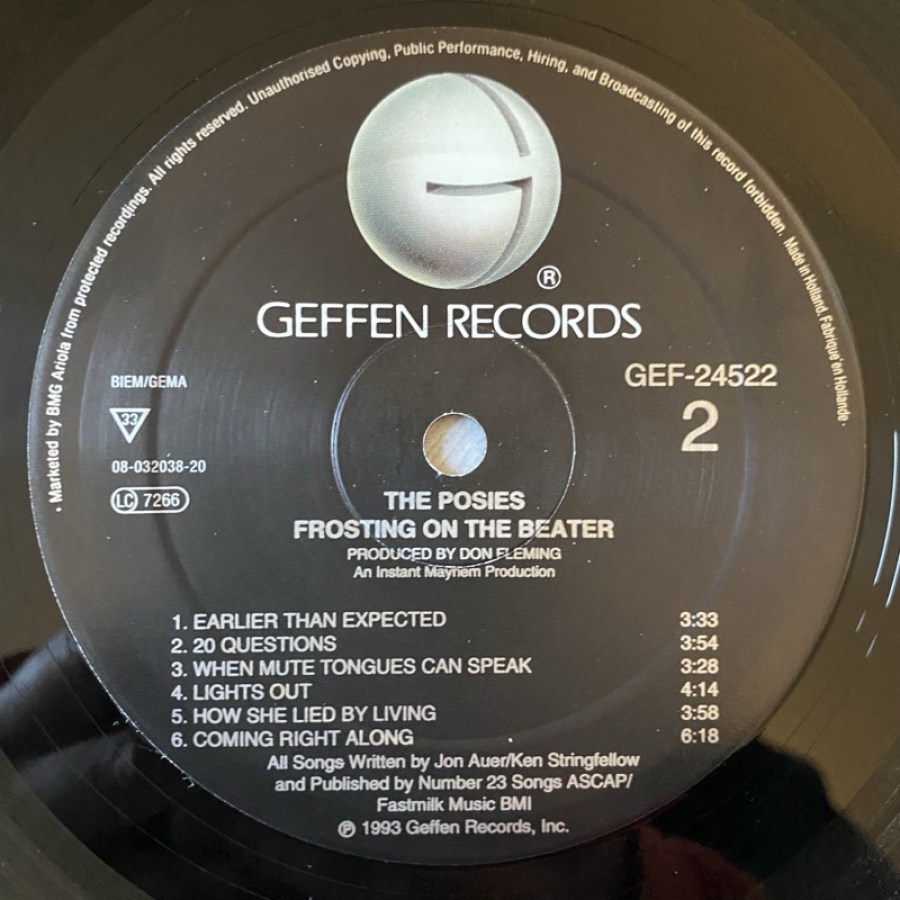 · Marketed by BMG Ariola from protected recordings. All rights reserved. Unauthorised Copying, Public Performance, Hiring, and Broadcasting of this record forbidden. Made in Holland. Fabriqué en Hollande ·
®
GEFFEN RECORDS
BIEM/GEMA
GEF-24522
33
2
08-032038-20
LC 7266
THE POSIES
FROSTING ON THE BEATER
PRODUCED BY DON FLEMING
An Instant Mayhem Production
1. EARLIER THAN EXPECTED 3:33
2. 20 QUESTIONS 3:54
3. WHEN MUTE TONGUES CAN SPEAK 3:28
4. LIGHTS OUT 4:14
5. HOW SHE LIED BY LIVING 3:58
6. COMING RIGHT ALONG 6:18
All Songs Written by Jon Auer/Ken Stringfellow
and Published by Number 23 Songs ASCAP/
Fastmilk Music BMI
℗ 1993 Geffen Records, Inc.